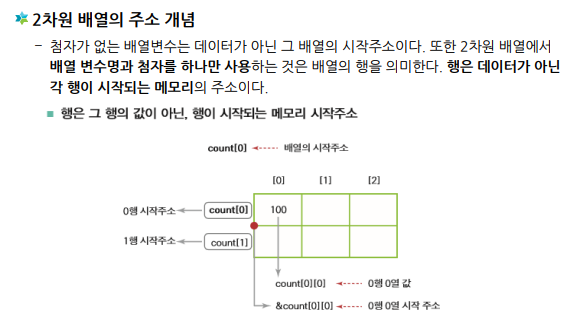 2차원 배열의 주소 개념
– 첨자가 없는 배열변수는 데이터가 아닌 그 배열의 시작주소이다. 또한 2차원 배열에서
배열 변수명과 첨자를 하나만 사용하는 것은 배열의 행을 의미한다. 행은 데이터가 아닌
각 행이 시작되는 메모리의 주소이다.
■ 행은 그 행의 값이 아닌, 행이 시작되는 메모리 시작주소
count[0] 배열의 시작주소
[0] [1] [2]
0행 시작주소 count[0] 100
1행 시작주소 count[1]
count[0][0] 0행 0열 값
&count[0][0] 0행 0열 시작 주소